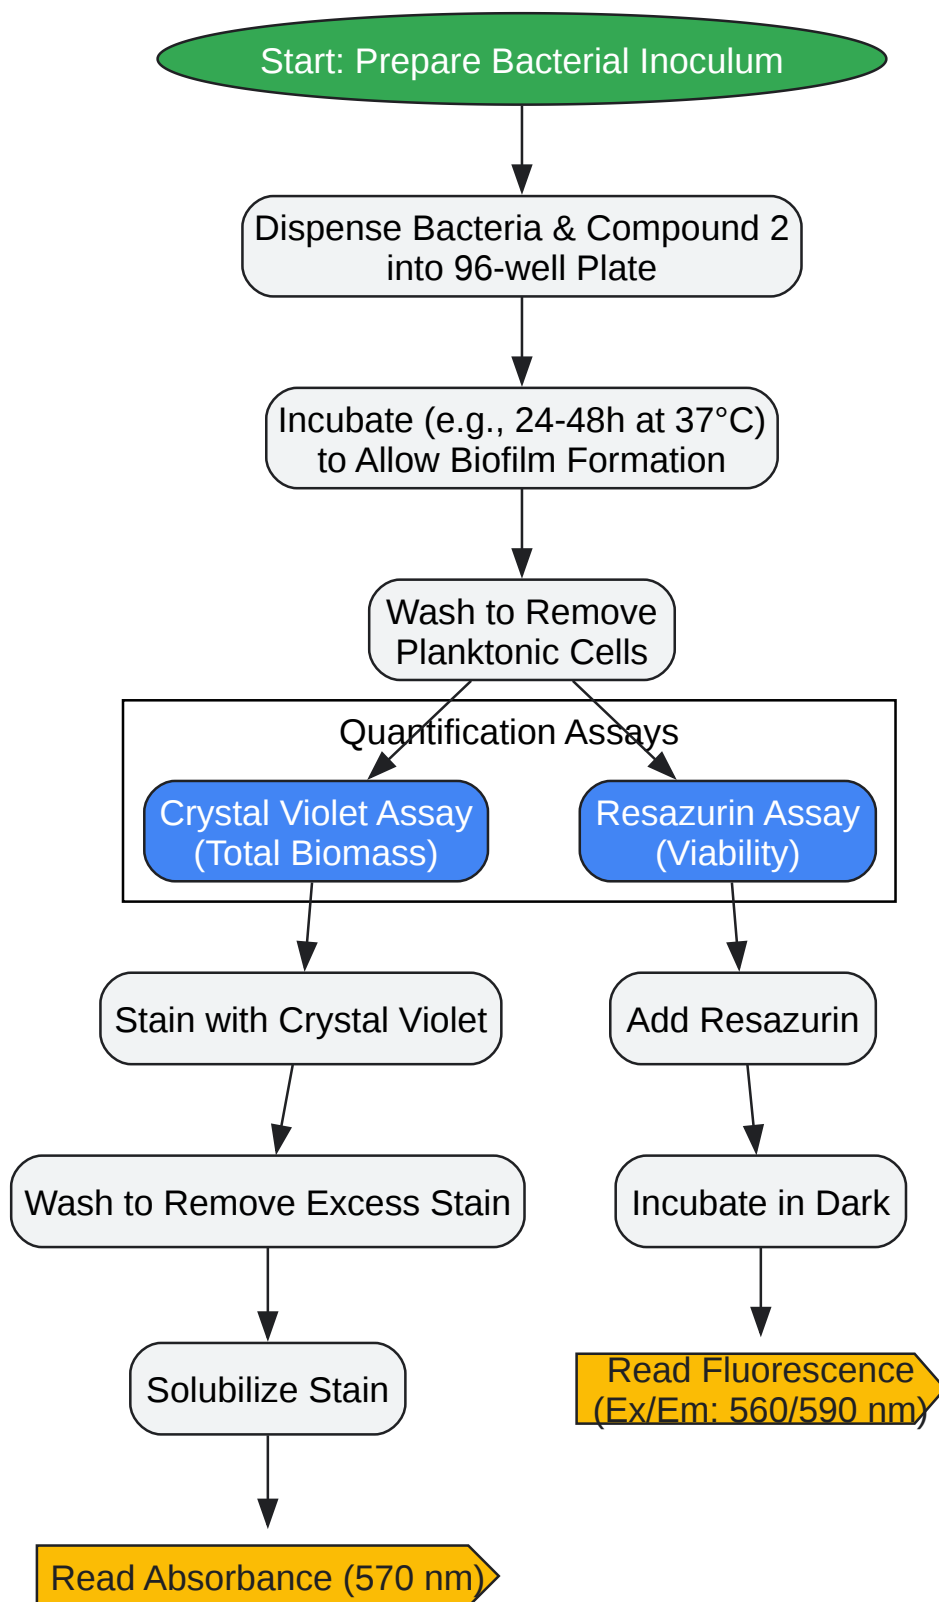 Start: Prepare Bacterial Inoculum
Dispense Bacteria & Compound 2
into 96-well Plate
Incubate (e.g., 24-48h at 37°C)
to Allow Biofilm Formation
Wash to Remove
Planktonic Cells
Quantification Assays
Crystal Violet Assay
(Total Biomass)
Resazurin Assay
(Viability)
Stain with Crystal Violet
Add Resazurin
Wash to Remove Excess Stain
Incubate in Dark
Solubilize Stain
Read Fluorescence
(Ex/Em: 560/590 nm)
Read Absorbance (570 nm)